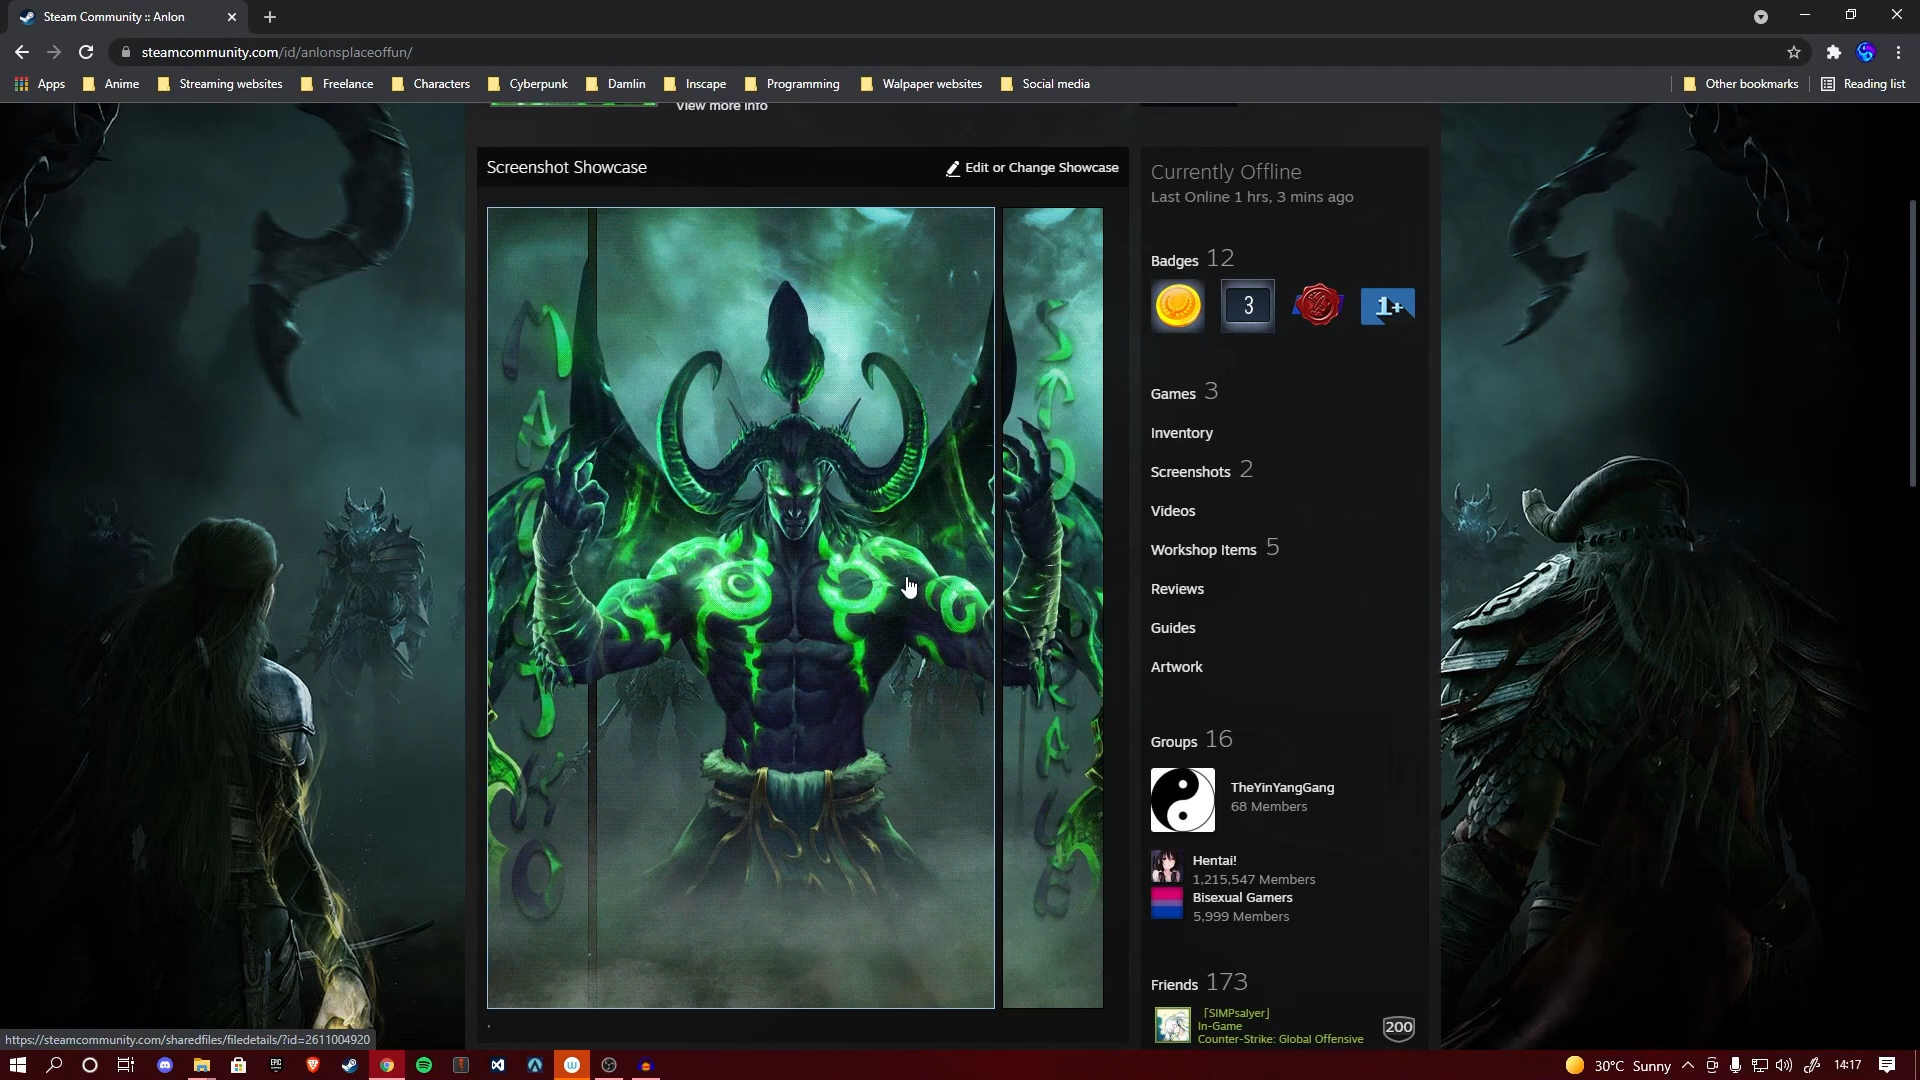 Steam Community :: Anlon
steamcommunity.com/id/anlonsplaceoffun/
Apps
Anime
Streaming websites
Freelance
Characters
Cyberpunk
Damlin
Inscape
Programming
Walpaper websites
Social media
Other bookmarks
Reading list
View more info
Screenshot Showcase
Edit or Change Showcase
Currently Offline
Last Online 1 hrs, 3 mins ago
Badges 12
3
1+
Games 3
Inventory
Screenshots 2
Videos
Workshop Items 5
Reviews
Guides
Artwork
Groups 16
TheYinYangGang
68 Members
Hentai!
1,215,547 Members
Bisexual Gamers
5,999 Members
Friends 173
「SIMPsalyer」
In-Game
Counter-Strike: Global Offensive
200
https://steamcommunity.com/sharedfiles/filedetails/?id=2611004920
EPIC
30°C Sunny
14:17